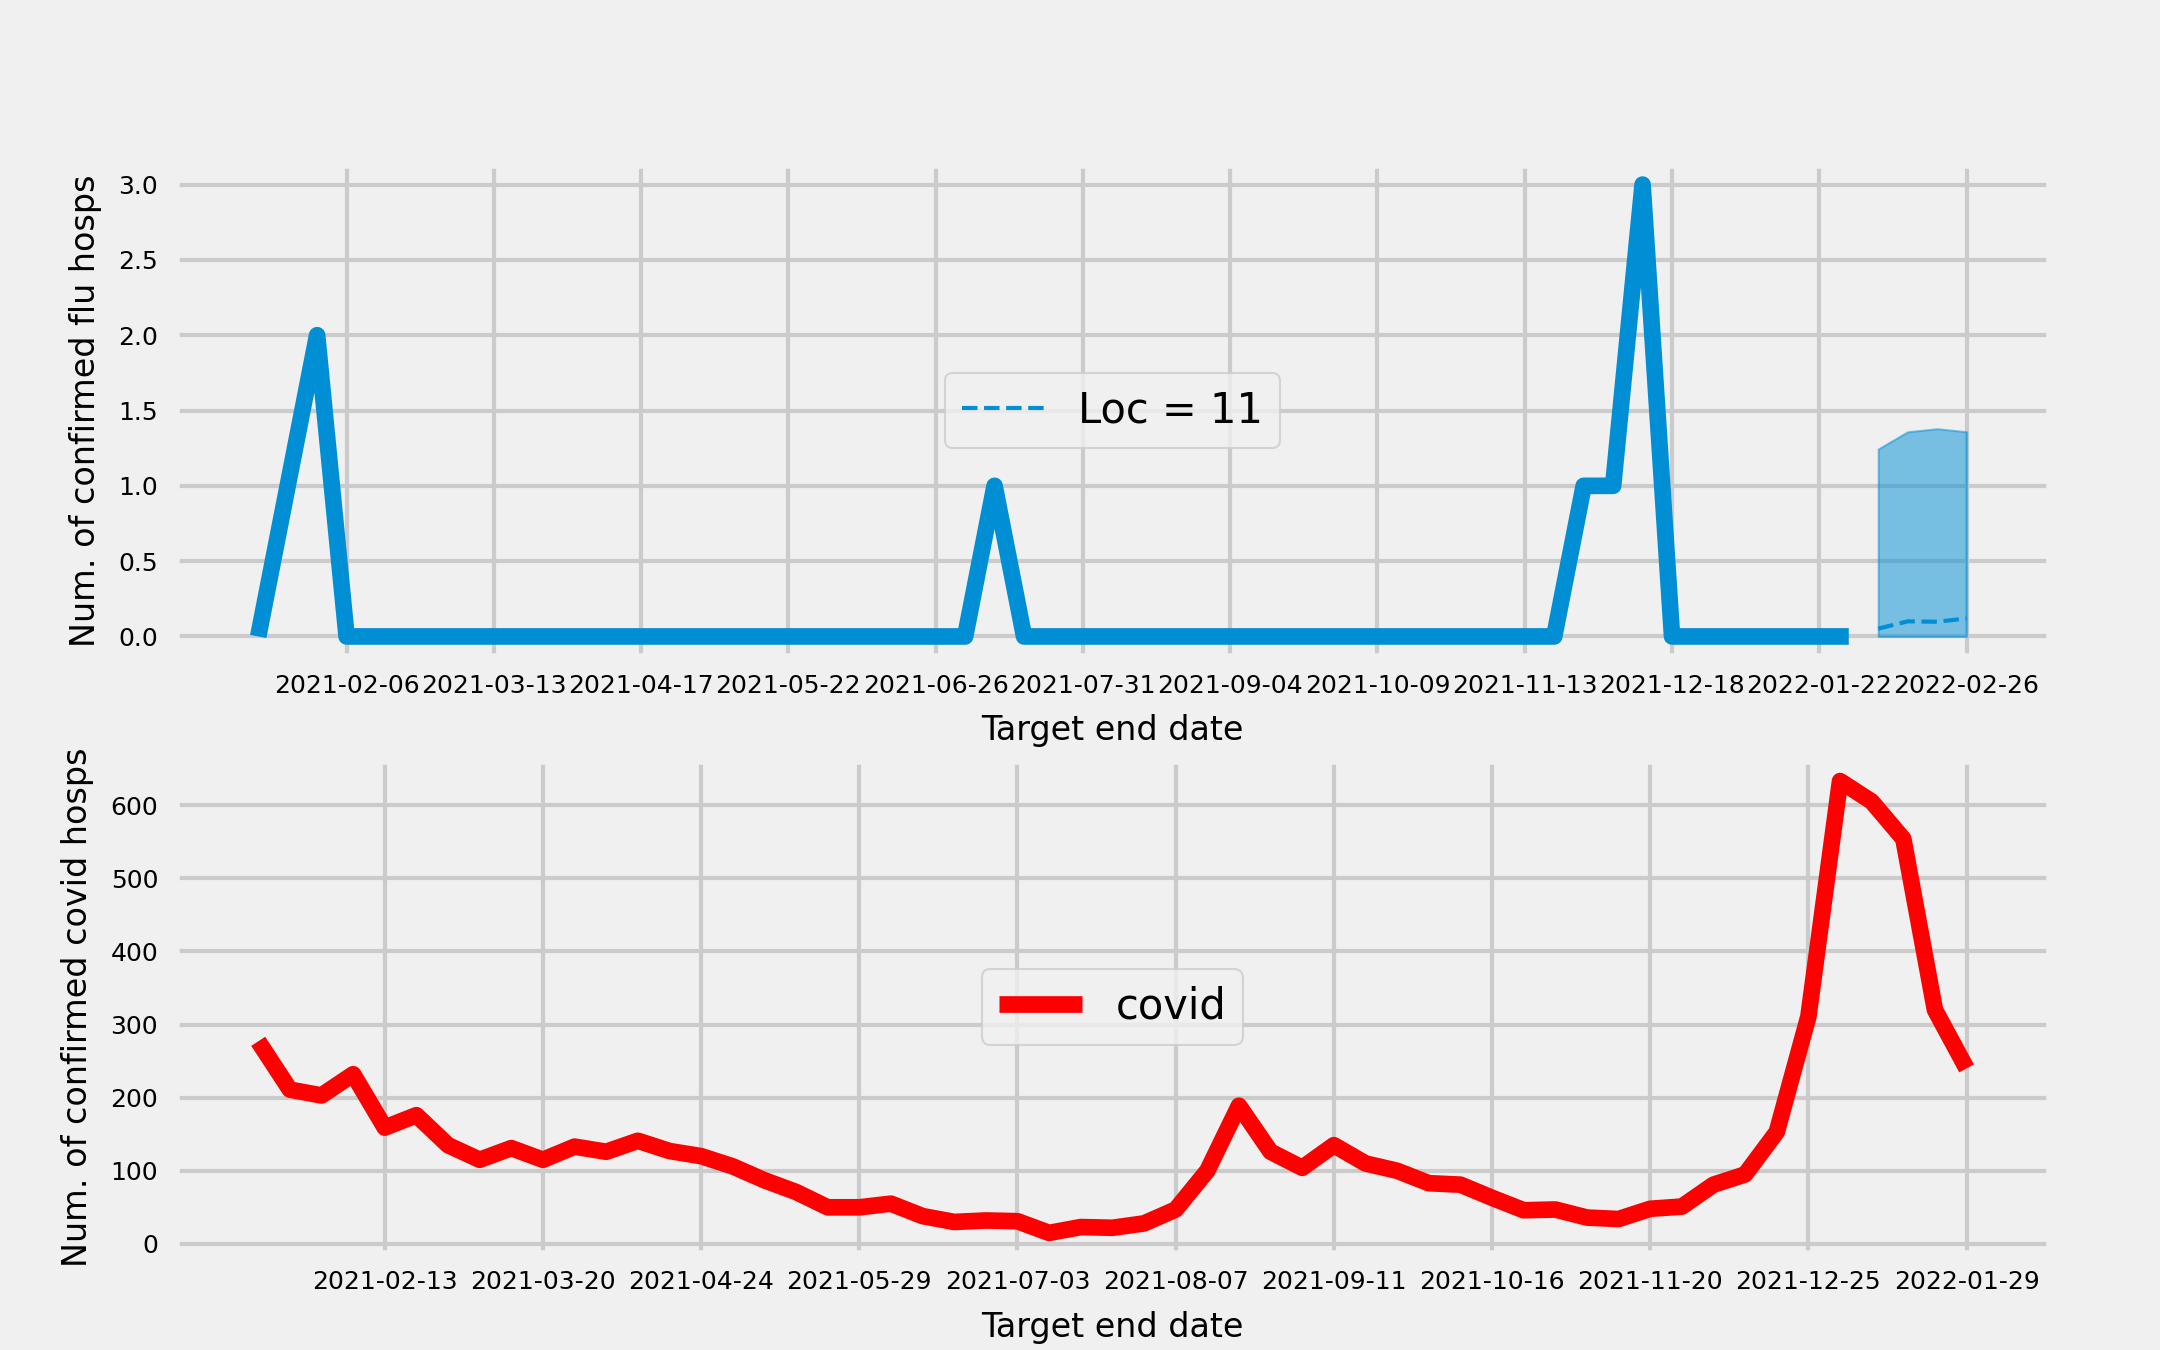 Num. of confirmed flu hosps
3.0
2.5
2.0
1.5
1.0
0.5
0.0
Loc = 11
2021-02-06 2021-03-13 2021-04-17 2021-05-22 2021-06-26 2021-07-31 2021-09-04 2021-10-09 2021-11-13 2021-12-18 2022-01-22 2022-02-26
Target end date
Num. of confirmed covid hosps
600
500
400
300
200
100
0
covid
2021-02-13 2021-03-20 2021-04-24 2021-05-29 2021-07-03 2021-08-07 2021-09-11 2021-10-16 2021-11-20 2021-12-25 2022-01-29
Target end date